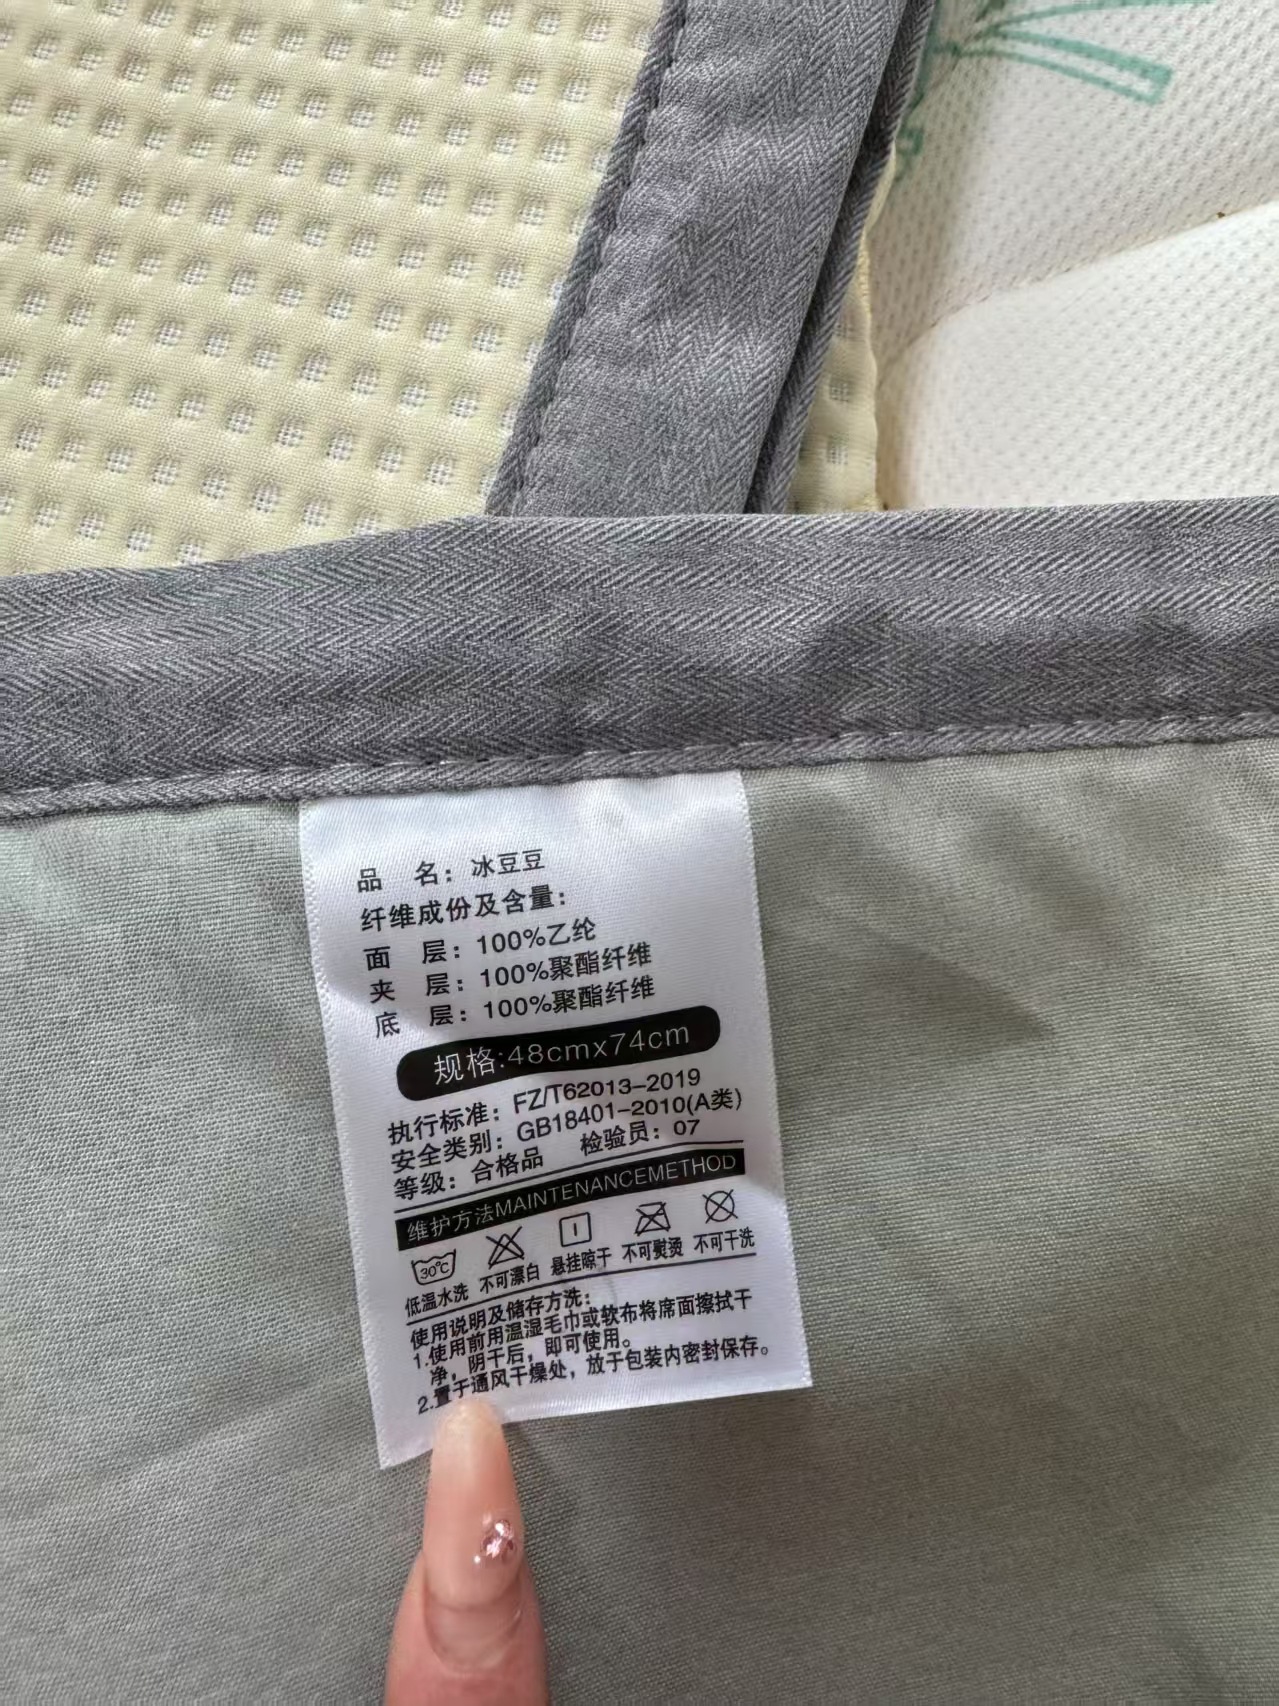 品 名：冰豆豆
纤维成份及含量：
面 层：100%乙纶
夹 层：100%聚酯纤维
底 层：100%聚酯纤维
规格:48cmx74cm
执行标准：FZ/T62013-2019
安全类别：GB18401-2010(A类)
等级：合格品 检验员：07
维护方法MAINTENANCEMETHOD
30℃
低温水洗 不可漂白 悬挂晾干 不可熨烫 不可干洗
使用说明及储存方洗：
1.使用前用温湿毛巾或软布将席面擦拭干
净，阴干后，即可使用。
2.置于通风干燥处，放于包装内密封保存。